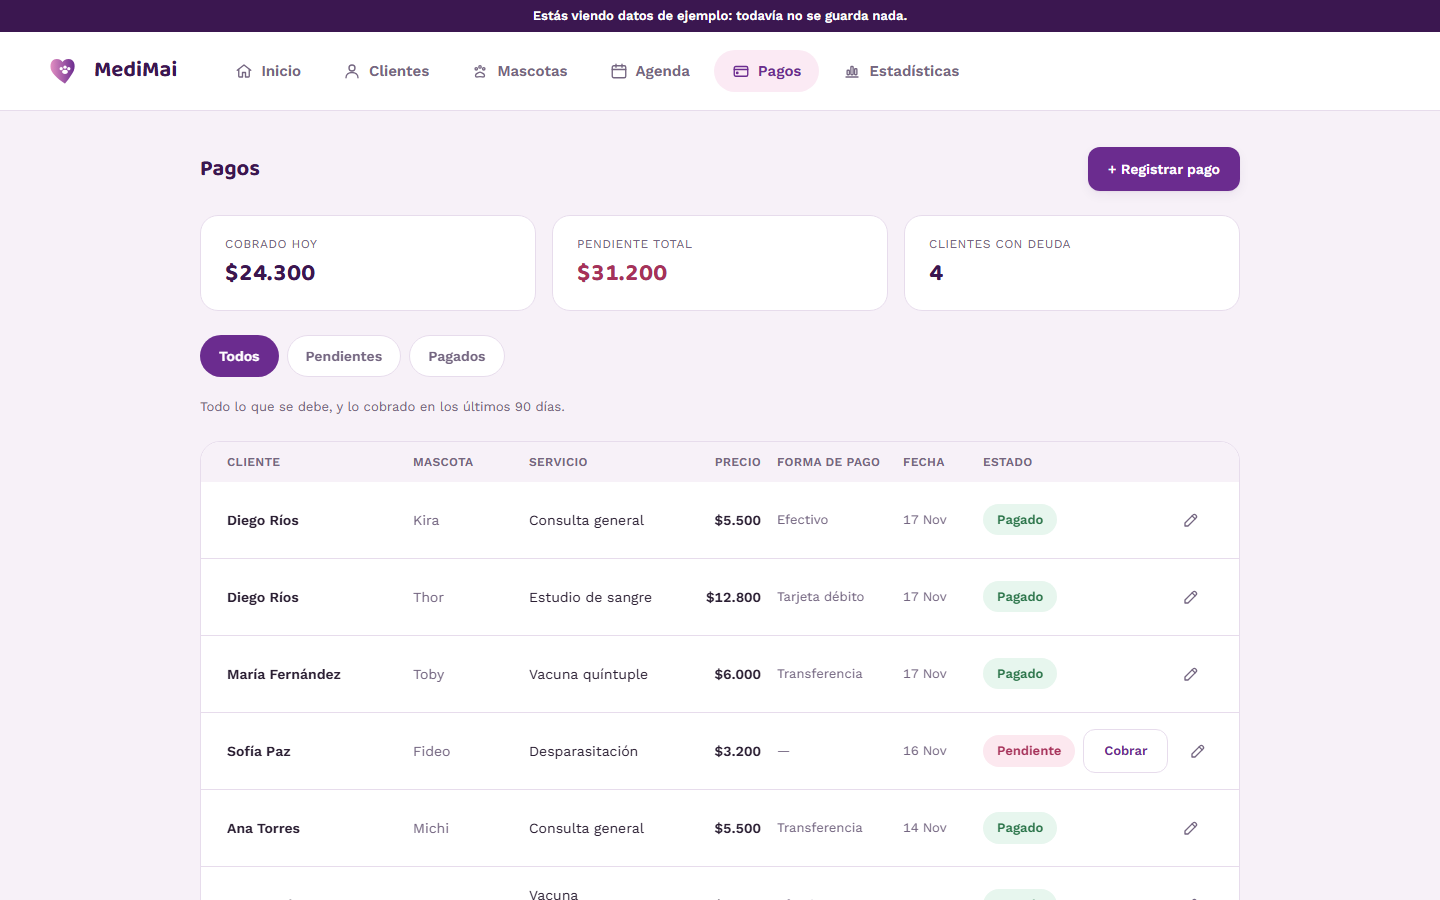 Estás viendo datos de ejemplo: todavía no se guarda nada.
MediMai
Inicio
Clientes
Mascotas
Agenda
Pagos
Estadísticas
Pagos
+ Registrar pago
COBRADO HOY
$24.300
PENDIENTE TOTAL
$31.200
CLIENTES CON DEUDA
4
Todos
Pendientes
Pagados
Todo lo que se debe, y lo cobrado en los últimos 90 días.
CLIENTE MASCOTA SERVICIO PRECIO FORMA DE PAGO FECHA ESTADO
Diego Ríos Kira Consulta general $5.500 Efectivo 17 Nov Pagado
Diego Ríos Thor Estudio de sangre $12.800 Tarjeta débito 17 Nov Pagado
María Fernández Toby Vacuna quíntuple $6.000 Transferencia 17 Nov Pagado
Sofía Paz Fideo Desparasitación $3.200 — 16 Nov Pendiente Cobrar
Ana Torres Michi Consulta general $5.500 Transferencia 14 Nov Pagado
Vacuna